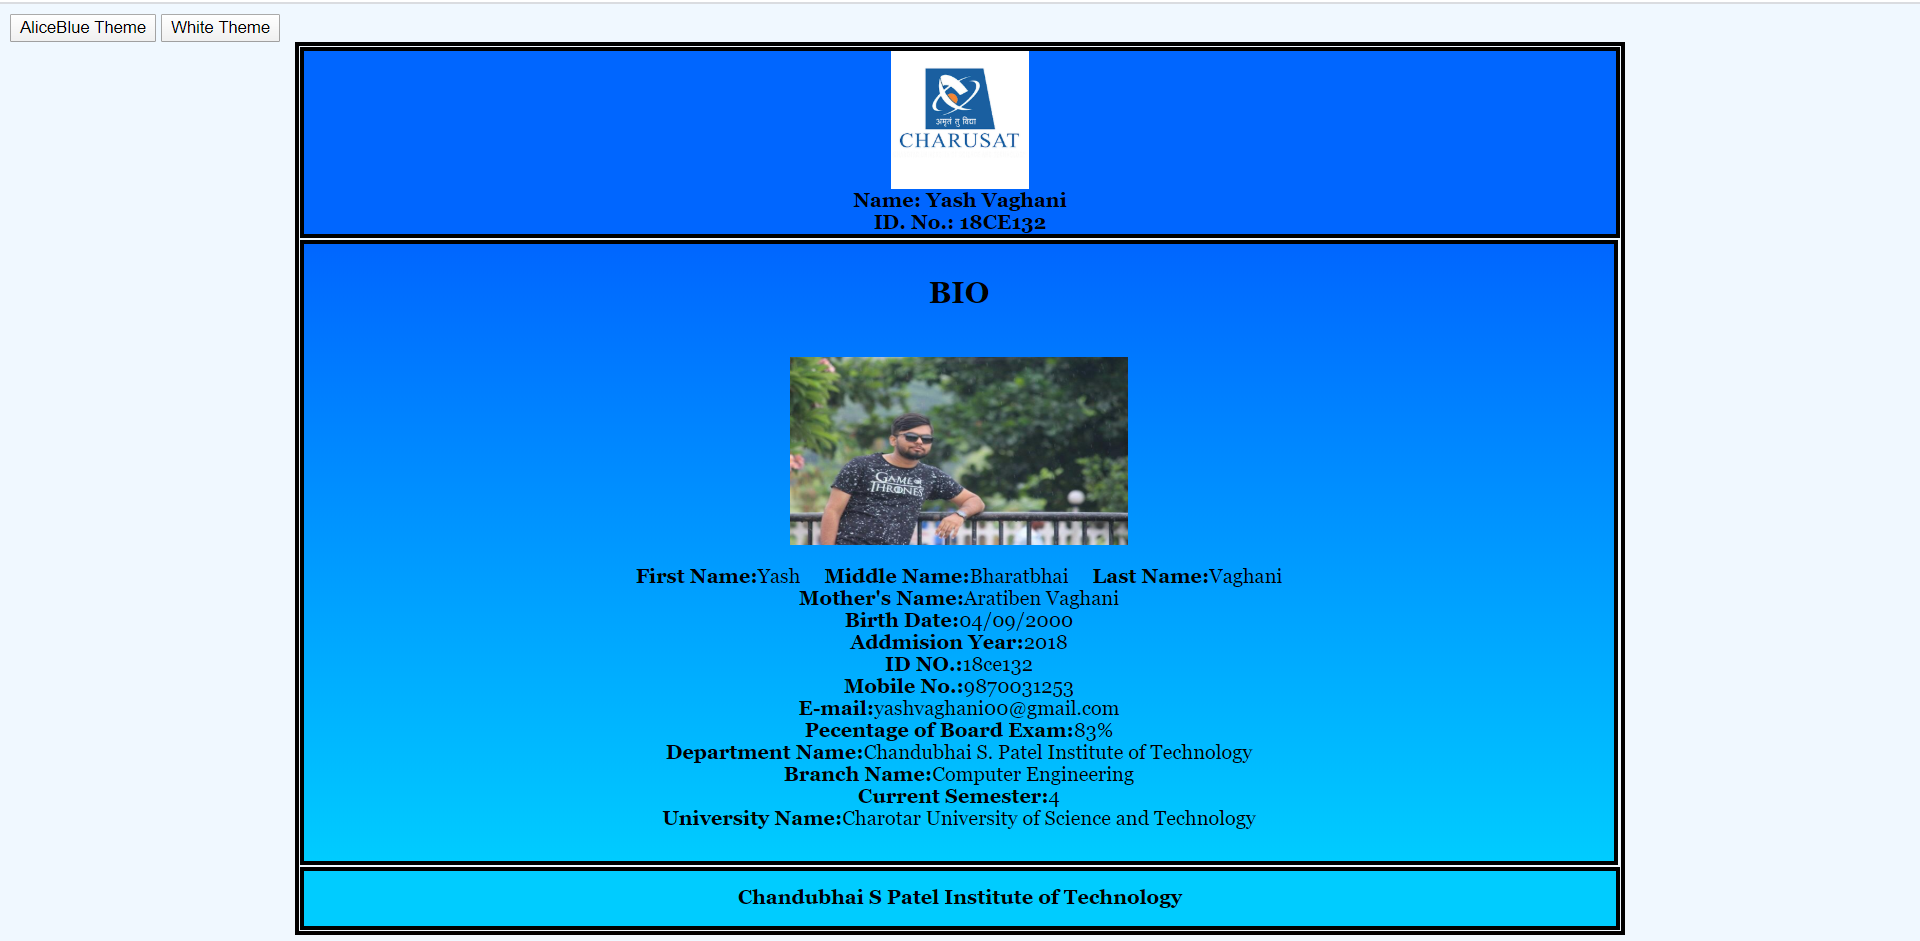 AliceBlue Theme White Theme
अमृतं तु विद्या
CHARUSAT
Name: Yash Vaghani
ID. No.: 18CE132
BIO
GAME OF
THRONES
First Name:Yash Middle Name:Bharatbhai Last Name:Vaghani
Mother's Name:Aratiben Vaghani
Birth Date:04/09/2000
Addmision Year:2018
ID NO.:18ce132
Mobile No.:9870031253
E-mail:yashvaghani00@gmail.com
Pecentage of Board Exam:83%
Department Name:Chandubhai S. Patel Institute of Technology
Branch Name:Computer Engineering
Current Semester:4
University Name:Charotar University of Science and Technology
Chandubhai S Patel Institute of Technology